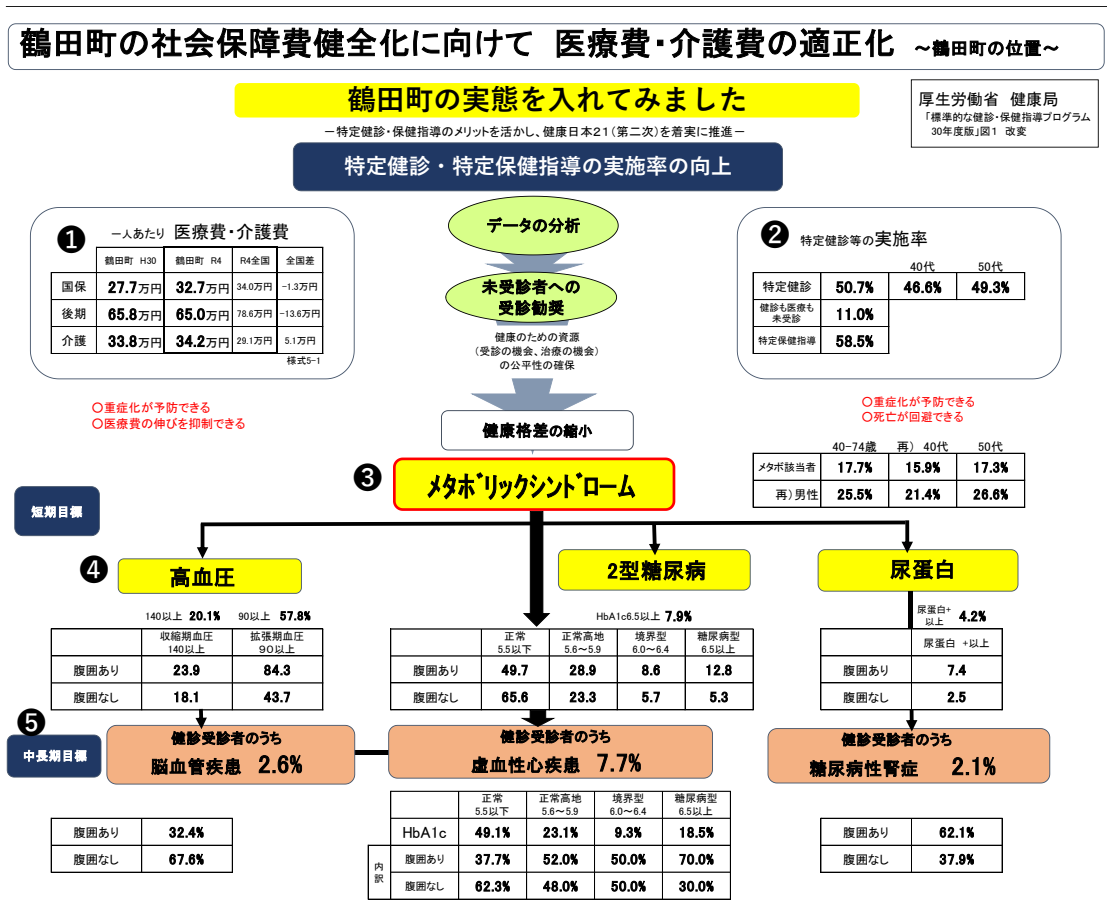 鶴田町の社会保障費健全化に向けて 医療費・介護費の適正化 ～鶴田町の位置～
鶴田町の実態を入れてみました
厚生労働省 健康局
「標準的な健診・保健指導プログラム
30年度版」図1 改変
－特定健診・保健指導のメリットを活かし、健康日本２１（第二次）を着実に推進－
特定健診・特定保健指導の実施率の向上
❶ 一人あたり 医療費・介護費
鶴田町 H30 鶴田町 R4 R4全国 全国差
国保 27.7万円 32.7万円 34.0万円 -1.3万円
後期 65.8万円 65.0万円 78.6万円 -13.6万円
介護 33.8万円 34.2万円 29.1万円 5.1万円
様式5-1
データの分析
未受診者への
受診勧奨
健康のための資源
（受診の機会、治療の機会）
の公平性の確保
❷ 特定健診等の実施率
40代 50代
特定健診 50.7% 46.6% 49.3%
健診も医療も
未受診 11.0%
特定保健指導 58.5%
○重症化が予防できる
○医療費の伸びを抑制できる
健康格差の縮小
○重症化が予防できる
○死亡が回避できる
40-74歳 再） 40代 50代
メタボ該当者 17.7% 15.9% 17.3%
再）男性 25.5% 21.4% 26.6%
❸ メタボリックシンドローム
短期目標
❹ 高血圧
2型糖尿病
尿蛋白
140以上 20.1% 90以上 57.8%
収縮期血圧
140以上
拡張期血圧
９０以上
腹囲あり 23.9 84.3
腹囲なし 18.1 43.7
HbA1c6.5以上 7.9%
正常
5.5以下
正常高地
5.6～5.9
境界型
6.0～6.4
糖尿病型
6.5以上
腹囲あり 49.7 28.9 8.6 12.8
腹囲なし 65.6 23.3 5.7 5.3
尿蛋白+
以上 4.2%
尿蛋白 +以上
腹囲あり 7.4
腹囲なし 2.5
❺
中長期目標
健診受診者のうち
脳血管疾患 2.6%
健診受診者のうち
虚血性心疾患 7.7%
健診受診者のうち
糖尿病性腎症 2.1%
腹囲あり 32.4%
腹囲なし 67.6%
正常
5.5以下
正常高地
5.6～5.9
境界型
6.0～6.4
糖尿病型
6.5以上
HbA1c 49.1% 23.1% 9.3% 18.5%
内訳
腹囲あり 37.7% 52.0% 50.0% 70.0%
腹囲なし 62.3% 48.0% 50.0% 30.0%
腹囲あり 62.1%
腹囲なし 37.9%